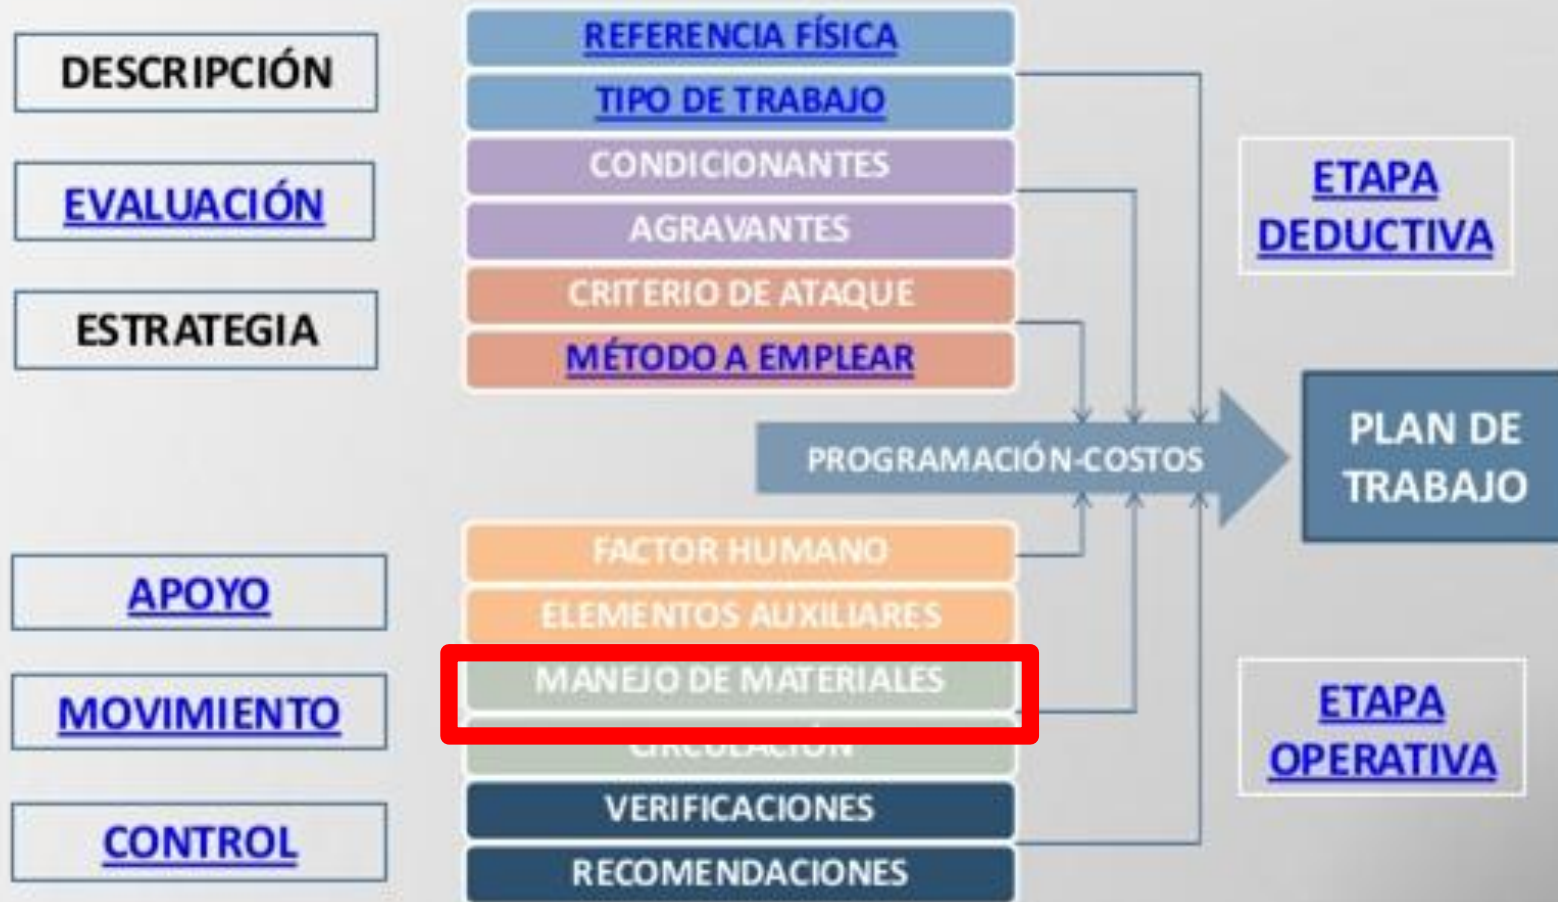 DESCRIPCIÓN
EVALUACIÓN
ESTRATEGIA
REFERENCIA FÍSICA
TIPO DE TRABAJO
CONDICIONANTES
AGRAVANTES
CRITERIO DE ATAQUE
MÉTODO A EMPLEAR
ETAPA
DEDUCTIVA
PROGRAMACIÓN-COSTOS
PLAN DE
TRABAJO
APOYO
MOVIMIENTO
CONTROL
FACTOR HUMANO
ELEMENTOS AUXILIARES
MANEJO DE MATERIALES
CIRCULACIÓN
VERIFICACIONES
RECOMENDACIONES
ETAPA
OPERATIVA